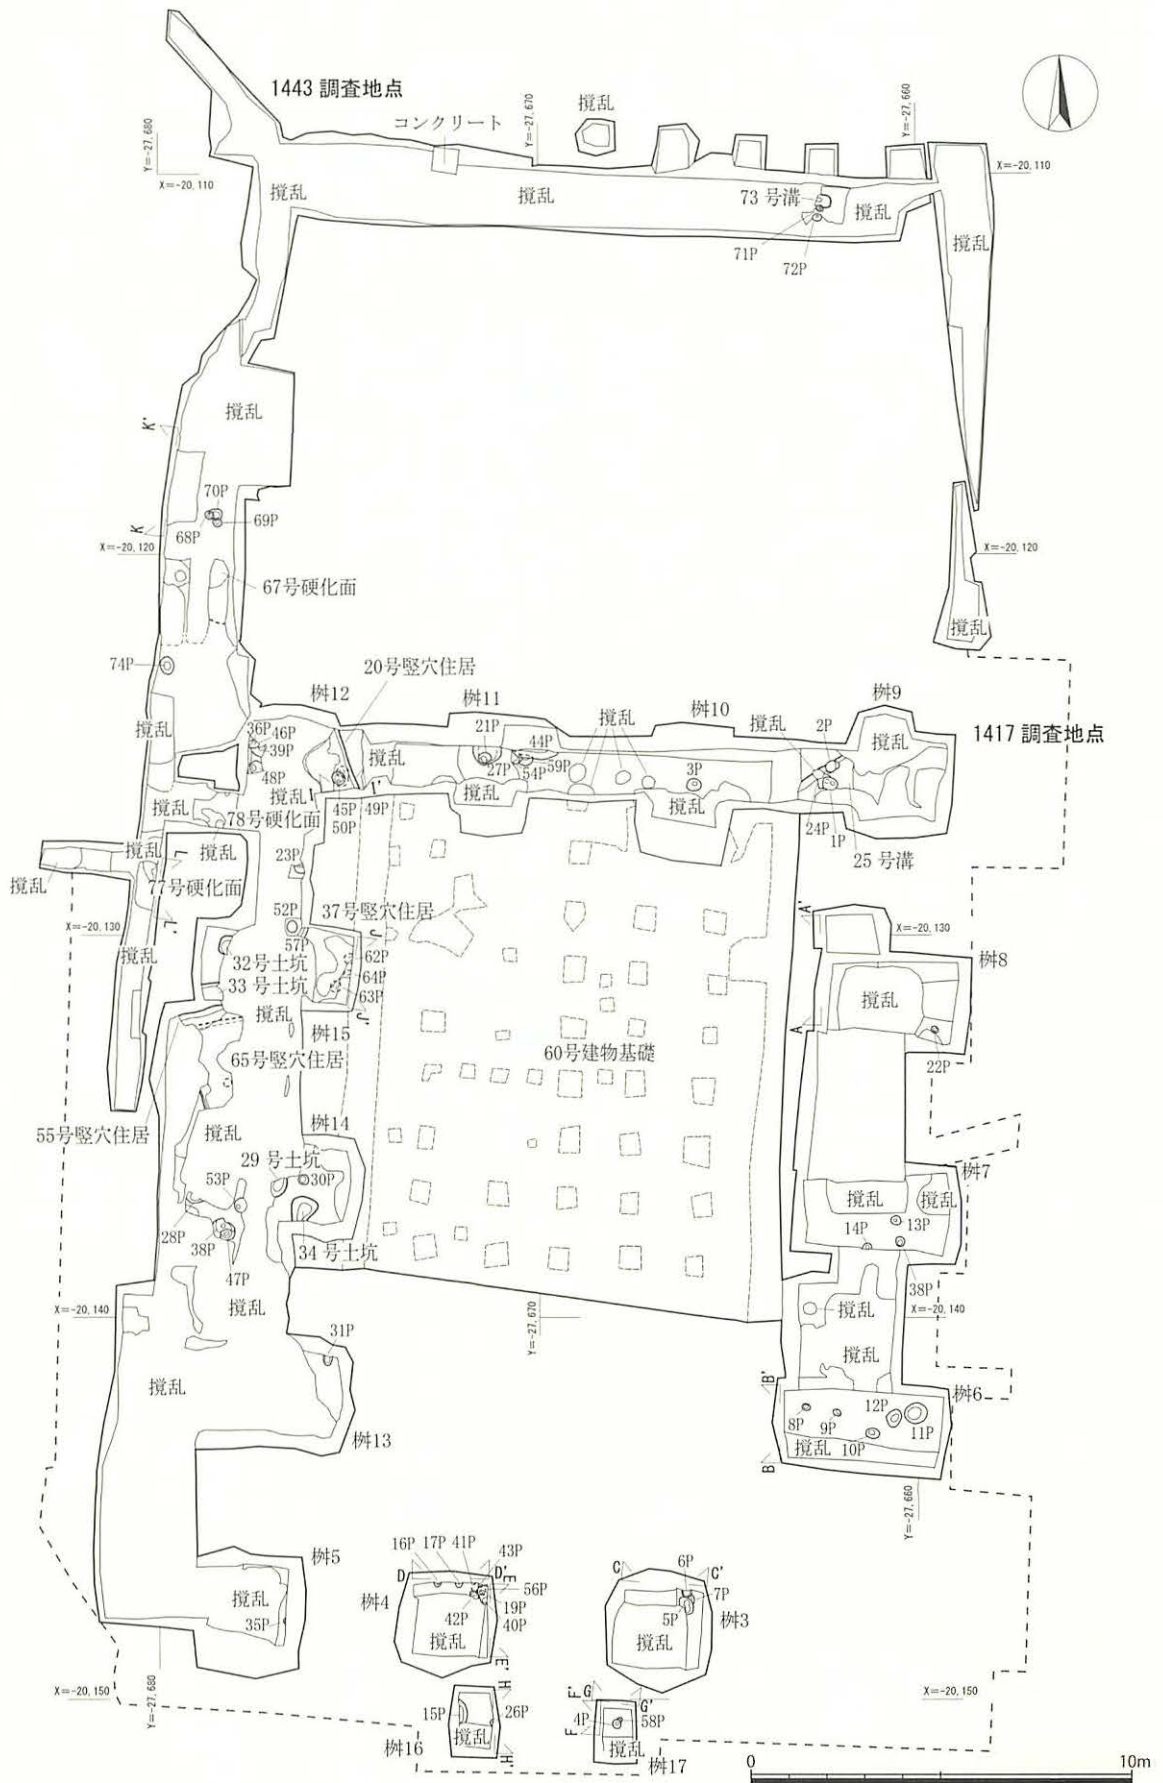 1443 調査地点
コンクリート
Y=-27,670
撹乱
Y=-27,660
Y=-27,680
X=-20,110
X=-20,110
撹乱
撹乱
73 号溝
撹乱
71P
72P
撹乱
撹乱
K'
70P
69P
68P
K
X=-20,120
X=-20,120
67号硬化面
撹乱
74P
20号竪穴住居
桝12
桝11
撹乱
桝10
撹乱
桝9
2P
撹乱
1417 調査地点
撹乱
36P
46P
39P
48P
撹乱
21P
44P
27P
54P
59P
3P
撹乱
撹乱
I
I'
45P
50P
49P
撹乱
撹乱
24P
1P
25 号溝
78号硬化面
撹乱
撹乱
撹乱
L
23P
77号硬化面
L'
52P
37号竪穴住居
57P
J
A'
X=-20,130
X=-20,130
撹乱
32号土坑
62P
桝8
33 号土坑
64P
63P
撹乱
撹乱
J'
桝15
A
60号建物基礎
65号竪穴住居
22P
桝14
55号竪穴住居
撹乱
29 号土坑
30P
桝7
53P
撹乱
撹乱
28P
38P
14P
13P
34 号土坑
47P
38P
X=-20,140
撹乱
撹乱
X=-20,140
Y=-27,670
31P
撹乱
撹乱
B'
桝6
12P
8P
9P
11P
撹乱
10P
桝13
B
Y=-27,660
桝5
16P
17P
41P
43P
D
D'
E
56P
6P
C
C'
7P
桝4
19P
撹乱
42P
40P
5P
桝3
35P
撹乱
撹乱
E'
H
X=-20,150
F'
G
X=-20,150
Y=-27,680
G'
15P
26P
4P
58P
F
撹乱
撹乱
桝16
H'
桝17
0
10m